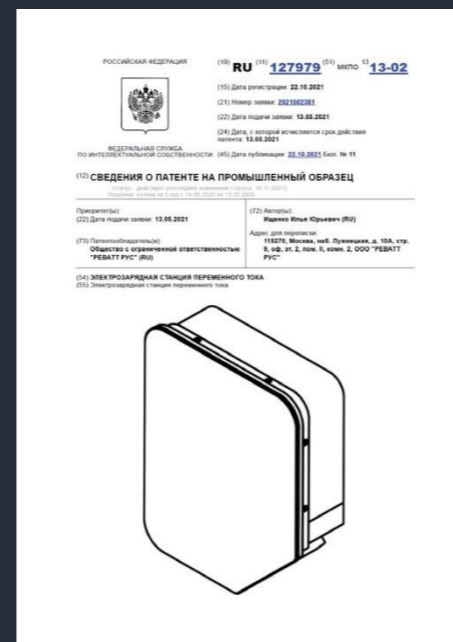 РОССИЙСКАЯ ФЕДЕРАЦИЯ
ФЕДЕРАЛЬНАЯ СЛУЖБА
ПО ИНТЕЛЛЕКТУАЛЬНОЙ СОБСТВЕННОСТИ
(19) RU (11) 127979 (51) МКПО 13 13-02
(15) Дата регистрации: 22.10.2021
(21) Номер заявки: 2021502381
(22) Дата подачи заявки: 13.05.2021
(24) Дата, с которой исчисляется срок действия
патента: 13.05.2021
(45) Дата публикации: 22.10.2021 Бюл. № 11
(12) СВЕДЕНИЯ О ПАТЕНТЕ НА ПРОМЫШЛЕННЫЙ ОБРАЗЕЦ
Статус: действует (последнее изменение статуса:
Приоритет(ы):
(22) Дата подачи заявки: 13.05.2021
(73) Патентообладатель(и):
Общество с ограниченной ответственностью
"РЕВАТТ РУС" (RU)
(72) Автор(ы):
Ищенко Илья Юрьевич (RU)
Адрес для переписки:
119270, Москва, наб. Лужнецкая, д. 10А, стр.
9, оф. эт. 2, пом. II, комн. 2, ООО "РЕВАТТ
РУС"
(54) ЭЛЕКТРОЗАРЯДНАЯ СТАНЦИЯ ПЕРЕМЕННОГО ТОКА
(55) Электрозарядная станция переменного тока